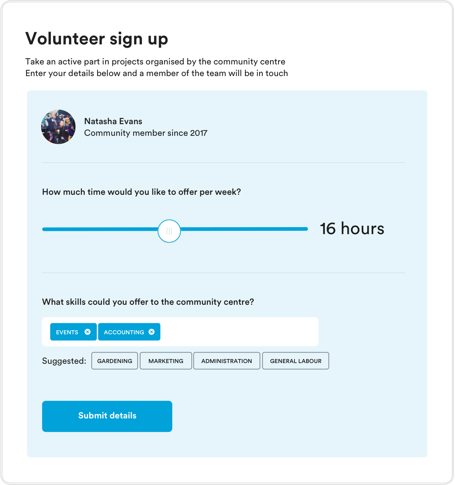 Volunteer sign up
Take an active part in projects organised by the community centre
Enter your details below and a member of the team will be in touch
Natasha Evans
Community member since 2017
How much time would you like to offer per week?
16 hours
What skills could you offer to the community centre?
EVENTS ACCOUNTING
Suggested: GARDENING MARKETING ADMINISTRATION GENERAL LABOUR
Submit details